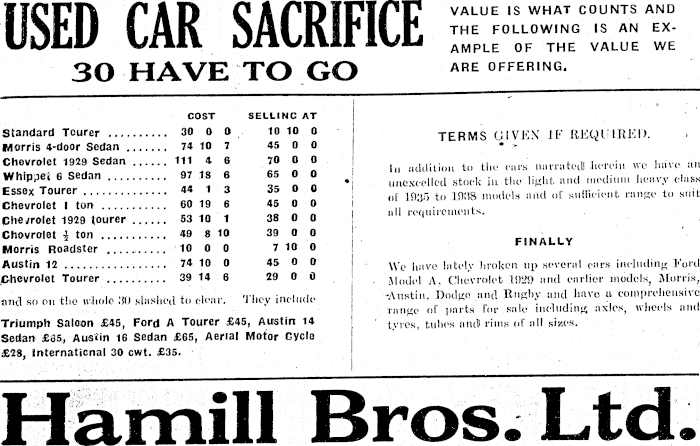 USED CAR SACRIFICE
30 HAVE TO GO
VALUE IS WHAT COUNTS AND
THE FOLLOWING IS AN EX-
AMPLE OF THE VALUE WE
ARE OFFERING.
COST SELLING AT
Standard Tourer .......... 30 0 0 10 10 0
Morris 4-door Sedan ....... 74 10 7 45 0 0
Chevrolet 1929 Sedan ...... 111 4 6 70 0 0
Whippet 6 Sedan .......... 97 18 6 65 0 0
Essex Tourer .............. 44 1 3 35 0 0
Chevrolet 1 ton ........... 60 19 6 45 0 0
Chevrolet 1929 tourer ...... 53 10 1 38 0 0
Chevrolet ½ ton ........... 49 8 10 39 0 0
Morris Roadster ........... 10 0 0 7 10 0
Austin 12 ................. 74 10 0 45 0 0
Chevrolet Tourer .......... 39 14 6 29 0 0
and so on the whole 30 slashed to clear. They include
Triumph Saloon £45, Ford A Tourer £45, Austin 14
Sedan £65, Austin 16 Sedan £65, Aerial Motor Cycle
£28, International 30 cwt. £35.
TERMS GIVEN IF REQUIRED.
In addition to the cars narrated herein we have an
unexcelled stock in the light and medium heavy class
of 1935 to 1938 models and of sufficient range to suit
all requirements.
FINALLY
We have lately broken up several cars including Ford
Model A, Chevrolet 1929 and earlier models, Morris,
Austin, Dodge and Rugby and have a comprehensive
range of parts for sale including axles, wheels and
tyres, tubes and rims of all sizes.
Hamill Bros. Ltd.